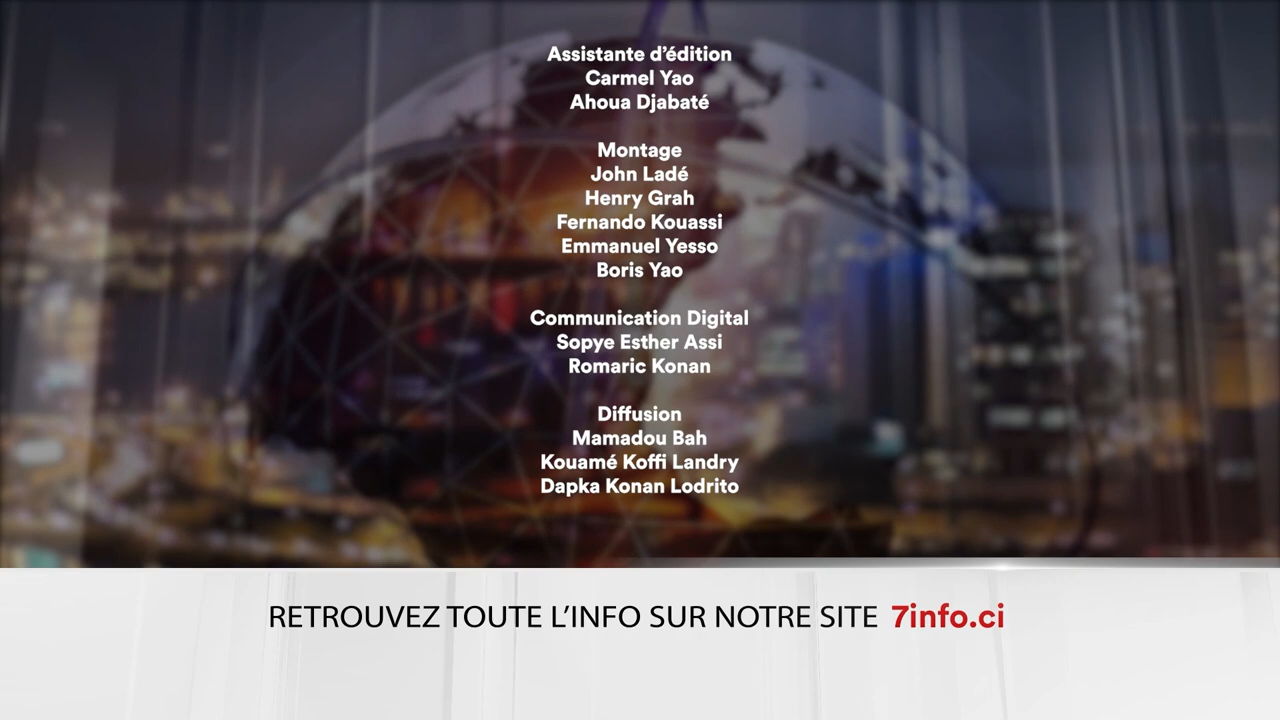 Assistante d’édition
Carmel Yao
Ahoua Djabaté
Montage
John Ladé
Henry Grah
Fernando Kouassi
Emmanuel Yesso
Boris Yao
Communication Digital
Sopye Esther Assi
Romaric Konan
Diffusion
Mamadou Bah
Kouamé Koffi Landry
Dapka Konan Lodrito
RETROUVEZ TOUTE L’INFO SUR NOTRE SITE 7info.ci